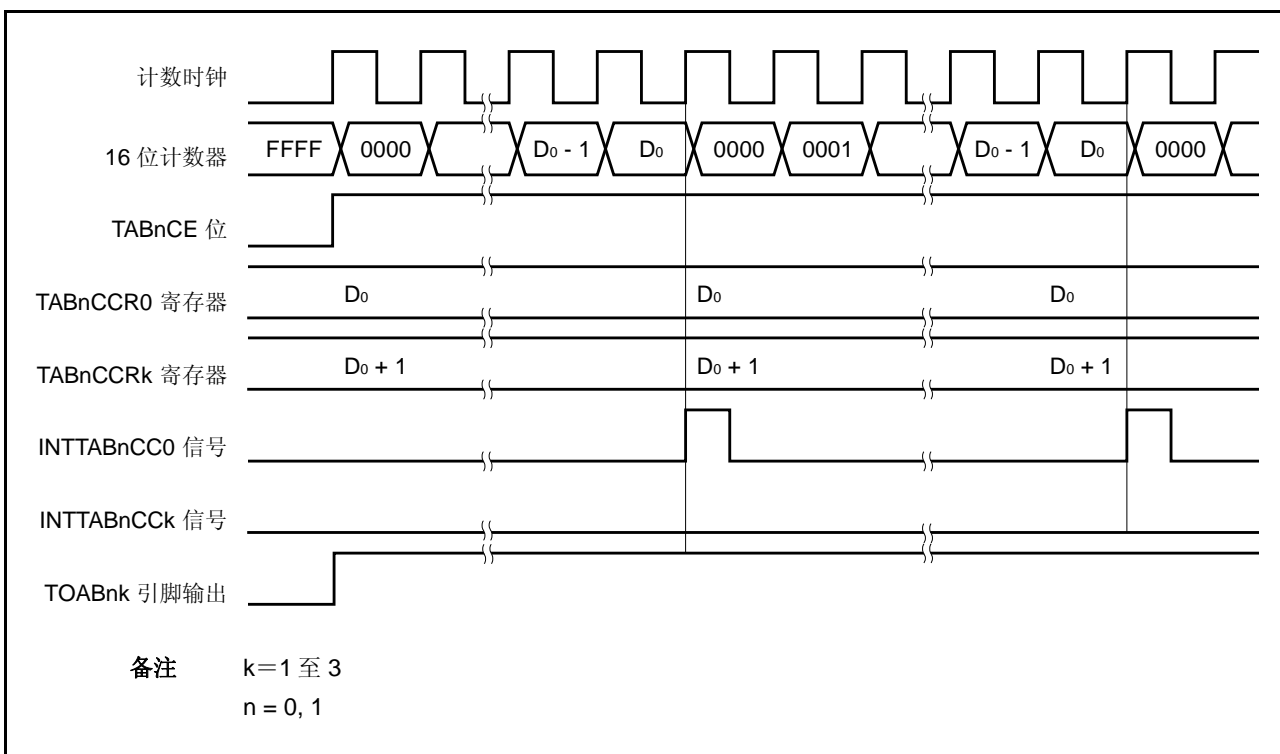 计数时钟
16 位计数器 FFFF 0000 D0 - 1 D0 0000 0001 D0 - 1 D0 0000
TABnCE 位
TABnCCR0 寄存器 D0 D0 D0
TABnCCRk 寄存器 D0 + 1 D0 + 1 D0 + 1
INTTABnCC0 信号
INTTABnCCk 信号
TOABnk 引脚输出
备注 k＝1 至 3
n = 0, 1